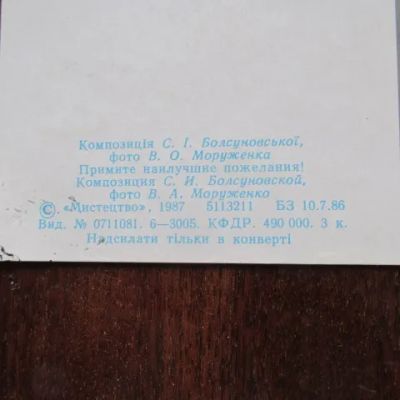 Композиція С. І. Болсуновської,
фото В. О. Моруженка
Примите наилучшие пожелания!
Композиция С. И. Болсуновской,
фото В. А. Моруженко
©. «Мистецтво», 1987 5113211 БЗ 10.7.86
Вид. № 0711081. 6—3005. КФДР. 490 000. 3 к.
Надсилати тільки в конверті